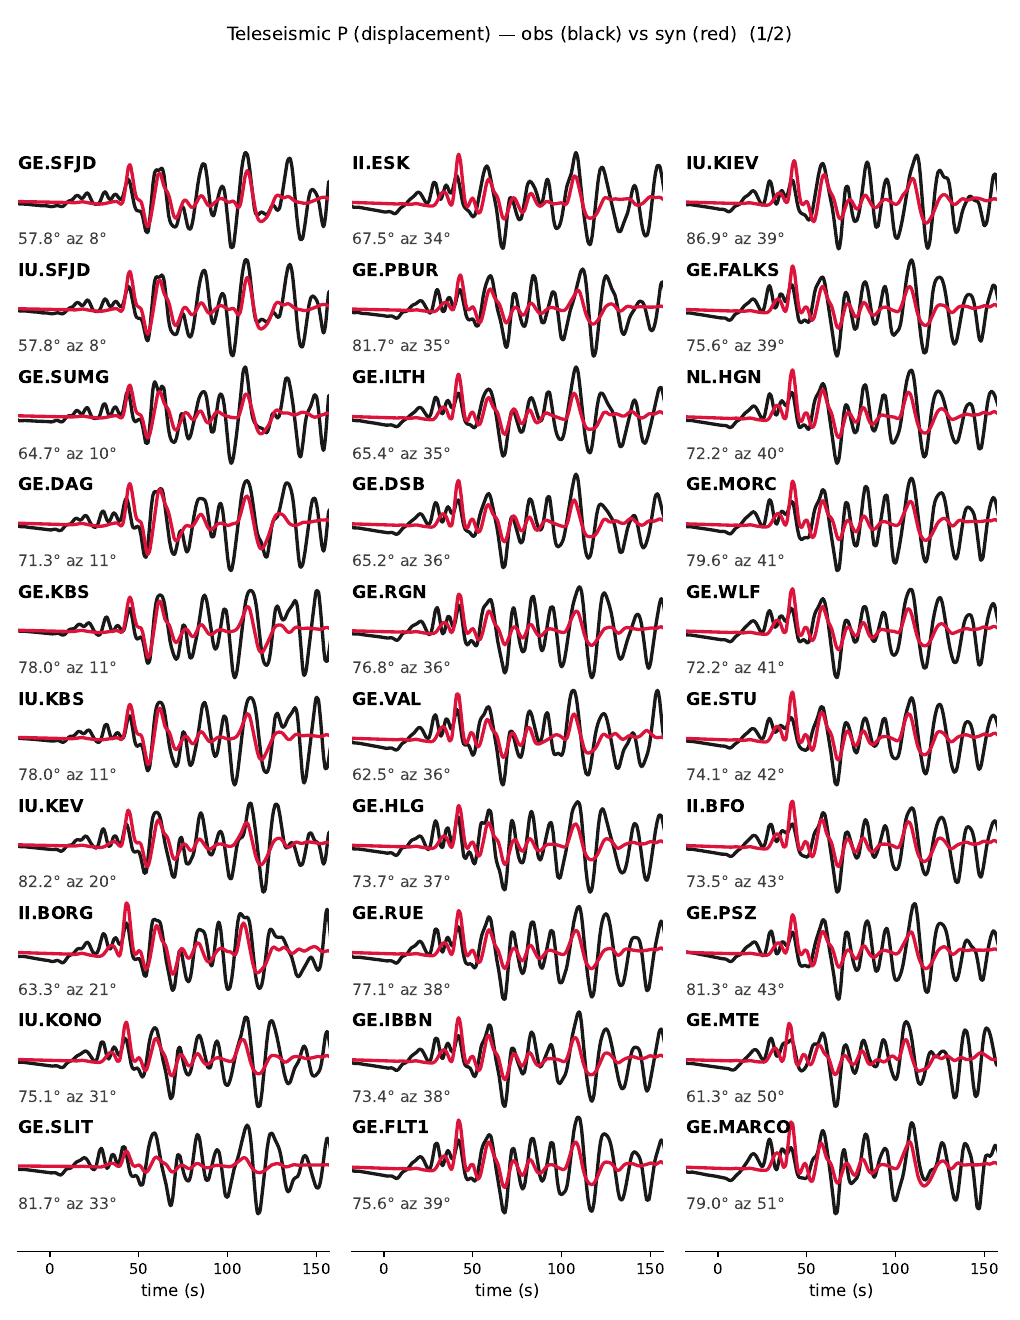 Teleseismic P (displacement) — obs (black) vs syn (red)  (1/2)
GE.SFJD
57.8° az 8°
IU.SFJD
57.8° az 8°
GE.SUMG
64.7° az 10°
GE.DAG
71.3° az 11°
GE.KBS
78.0° az 11°
IU.KBS
78.0° az 11°
IU.KEV
82.2° az 20°
II.BORG
63.3° az 21°
IU.KONO
75.1° az 31°
GE.SLIT
81.7° az 33°
0 50 100 150
time (s)
II.ESK
67.5° az 34°
GE.PBUR
81.7° az 35°
GE.ILTH
65.4° az 35°
GE.DSB
65.2° az 36°
GE.RGN
76.8° az 36°
GE.VAL
62.5° az 36°
GE.HLG
73.7° az 37°
GE.RUE
77.1° az 38°
GE.IBBN
73.4° az 38°
GE.FLT1
75.6° az 39°
0 50 100 150
time (s)
IU.KIEV
86.9° az 39°
GE.FALKS
75.6° az 39°
NL.HGN
72.2° az 40°
GE.MORC
79.6° az 41°
GE.WLF
72.2° az 41°
GE.STU
74.1° az 42°
II.BFO
73.5° az 43°
GE.PSZ
81.3° az 43°
GE.MTE
61.3° az 50°
GE.MARCO
79.0° az 51°
0 50 100 150
time (s)